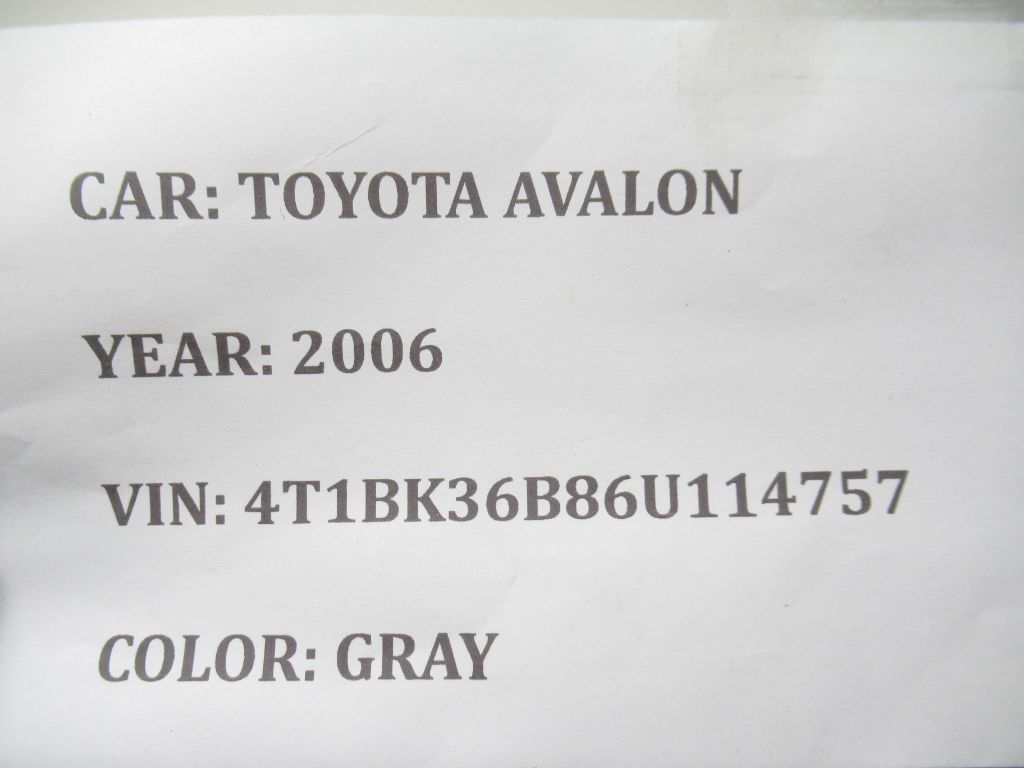 CAR: TOYOTA AVALON
YEAR: 2006
VIN: 4T1BK36B86U114757
COLOR: GRAY